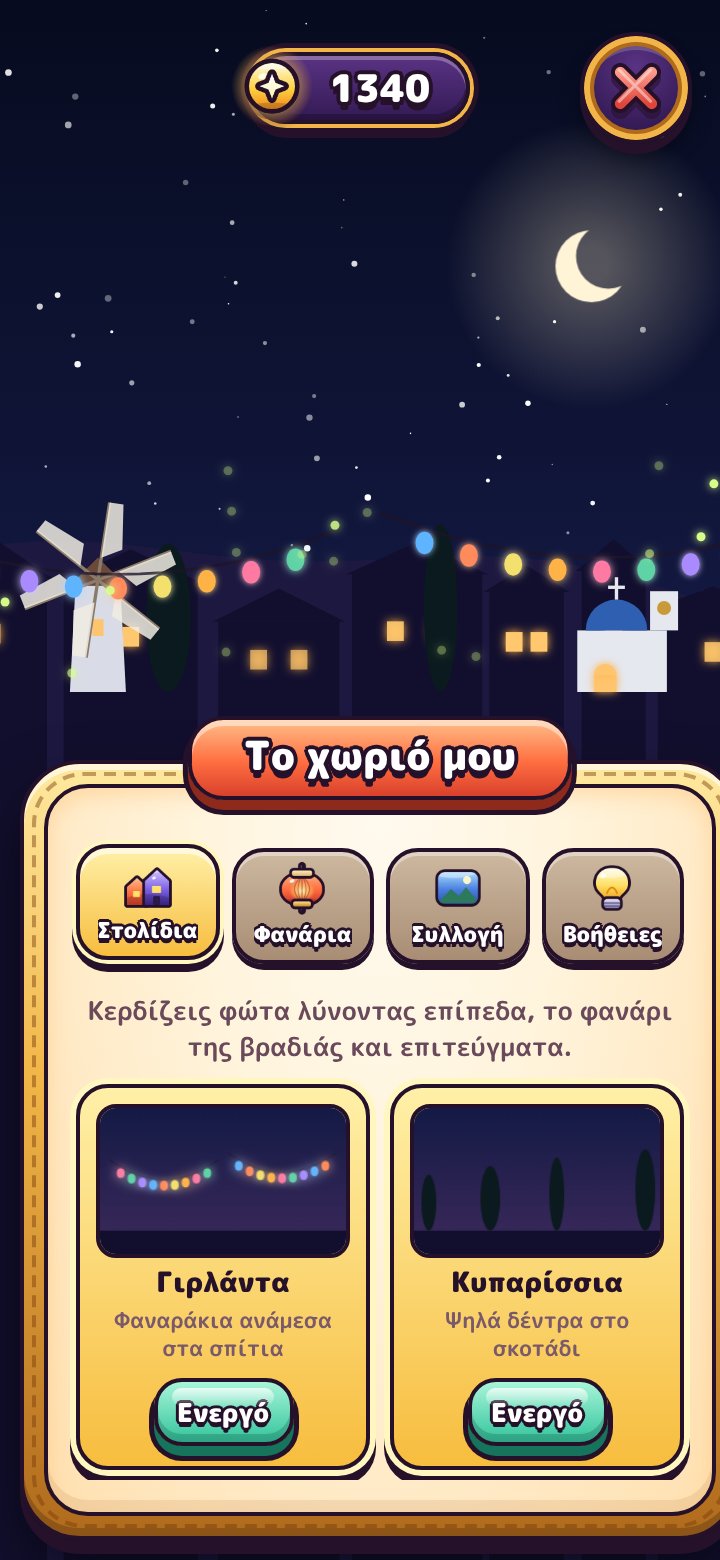 1340
Το χωριό μου
Στολίδια
Φανάρια
Συλλογή
Βοήθειες
Κερδίζεις φώτα λύνοντας επίπεδα, το φανάρι
της βραδιάς και επιτεύγματα.
Γιρλάντα
Φαναράκια ανάμεσα
στα σπίτια
Ενεργό
Κυπαρίσσια
Ψηλά δέντρα στο
σκοτάδι
Ενεργό